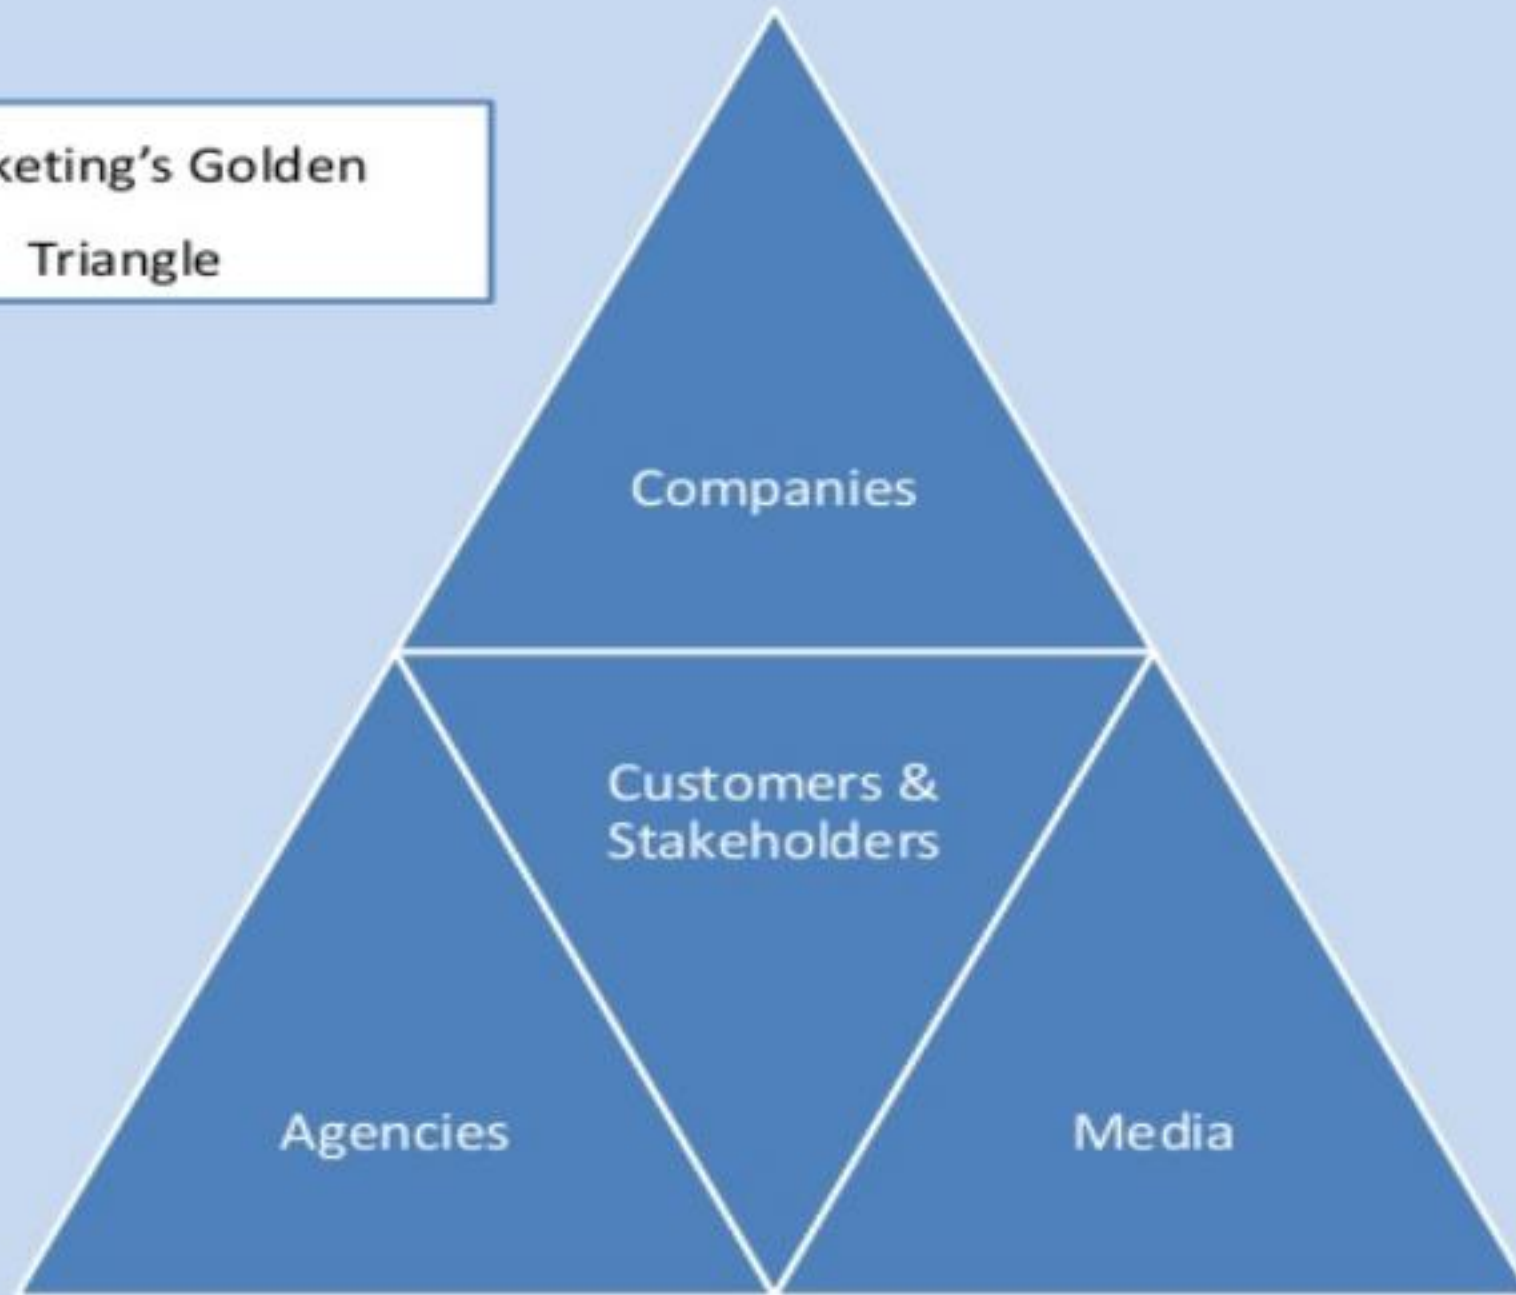 keting's Golden
Triangle
Companies
Customers &
Stakeholders
Agencies
Media